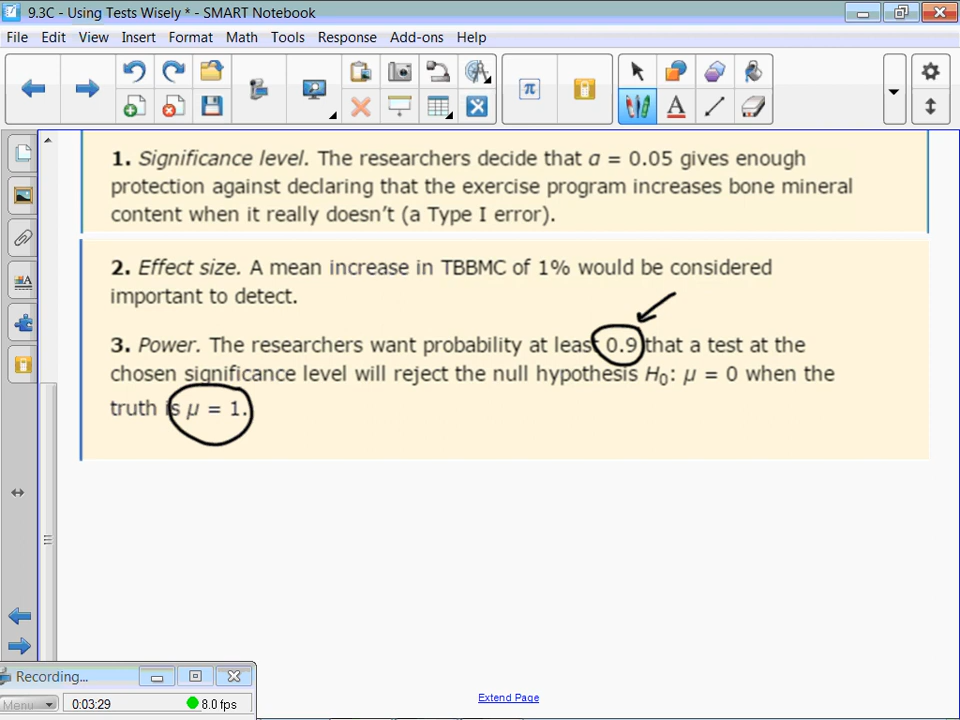 9.3C - Using Tests Wisely * - SMART Notebook
File Edit View Insert Format Math Tools Response Add-ons Help
π
A
1. Significance level. The researchers decide that a = 0.05 gives enough
protection against declaring that the exercise program increases bone mineral
content when it really doesn't (a Type I error).
2. Effect size. A mean increase in TBBMC of 1% would be considered
important to detect.
3. Power. The researchers want probability at least 0.9 that a test at the
chosen significance level will reject the null hypothesis H₀: µ = 0 when the
truth is µ = 1.
Recording...
Menu 0:03:29 8.0 fps
Extend Page